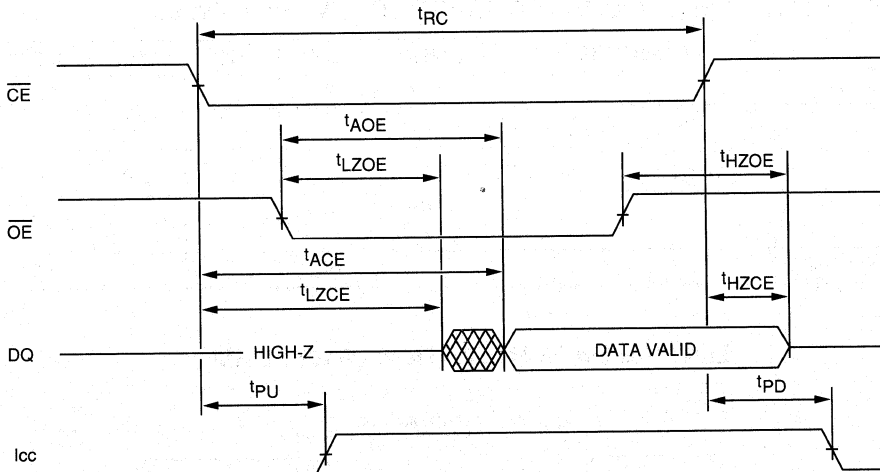 tRC
CE
tAOE
tLZOE
tHZOE
OE
tACE
tLZCE
tHZCE
DQ
HIGH-Z
DATA VALID
tPU
tPD
Icc